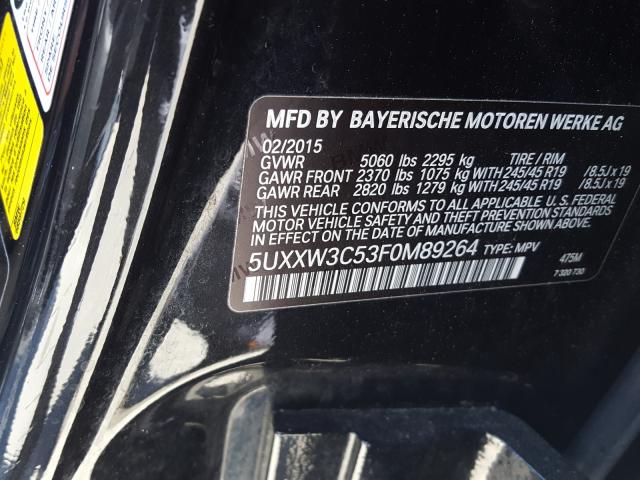 MFD BY BAYERISCHE MOTOREN WERKE AG
02/2015
GVWR 5060 lbs 2295 kg TIRE / RIM
GAWR FRONT 2370 lbs 1075 kg WITH 245/45 R19 /8.5J x 19
GAWR REAR 2820 lbs 1279 kg WITH 245/45 R19 /8.5J x 19
THIS VEHICLE CONFORMS TO ALL APPLICABLE U. S. FEDERAL
MOTOR VEHICLE SAFETY AND THEFT PREVENTION STANDARDS
IN EFFECT ON THE DATE OF MANUFACTURE SHOWN ABOVE.
5UXXW3C53F0M89264 TYPE: MPV 475M
7 320 730